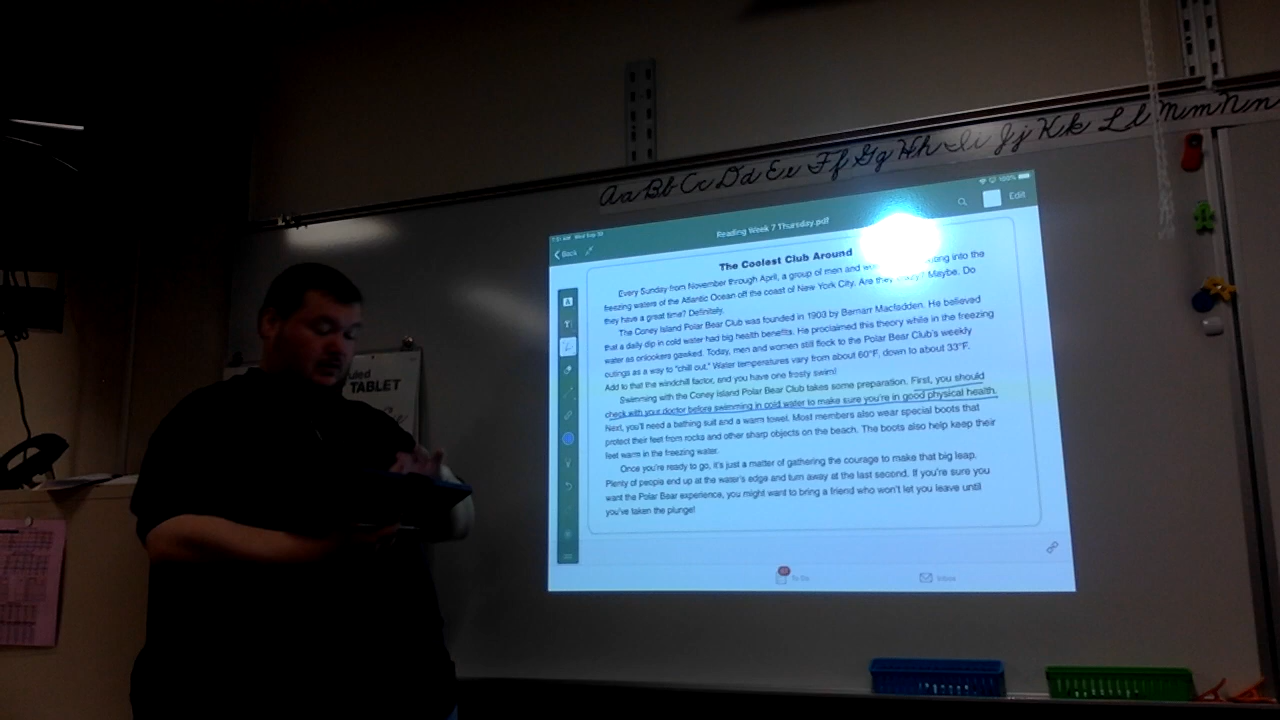 Aa Bb Cc Dd Ee Ff Gg Hh Ii Jj Kk Ll Mm Nn
100%
Back
Reading Week 7 Thursday.pdf
Edit
The Coolest Club Around
Every Sunday from November through April, a group of men and into the
freezing waters of the Atlantic Ocean off the coast of New York City. Are they Maybe. Do
they have a great time? Definitely.
The Coney Island Polar Bear Club was founded in 1903 by Bernarr Macfadden. He believed
that a daily dip in cold water had big health benefits. He proclaimed this theory while in the freezing
water as onlookers gawked. Today, men and women still flock to the Polar Bear Club's weekly
outings as a way to "chill out." Water temperatures vary from about 60°F, down to about 33°F.
Add to that the windchill factor, and you have one frosty swim!
Swimming with the Coney Island Polar Bear Club takes some preparation. First, you should
check with your doctor before swimming in cold water to make sure you're in good physical health.
Next, you'll need a bathing suit and a warm towel. Most members also wear special boots that
protect their feet from rocks and other sharp objects on the beach. The boots also help keep their
feet warm in the freezing water.
Once you're ready to go, it's just a matter of gathering the courage to make that big leap.
Plenty of people end up at the water's edge and turn away at the last second. If you're sure you
want the Polar Bear experience, you might want to bring a friend who won't let you leave until
you've taken the plunge!
To Do
Inbox
TABLET